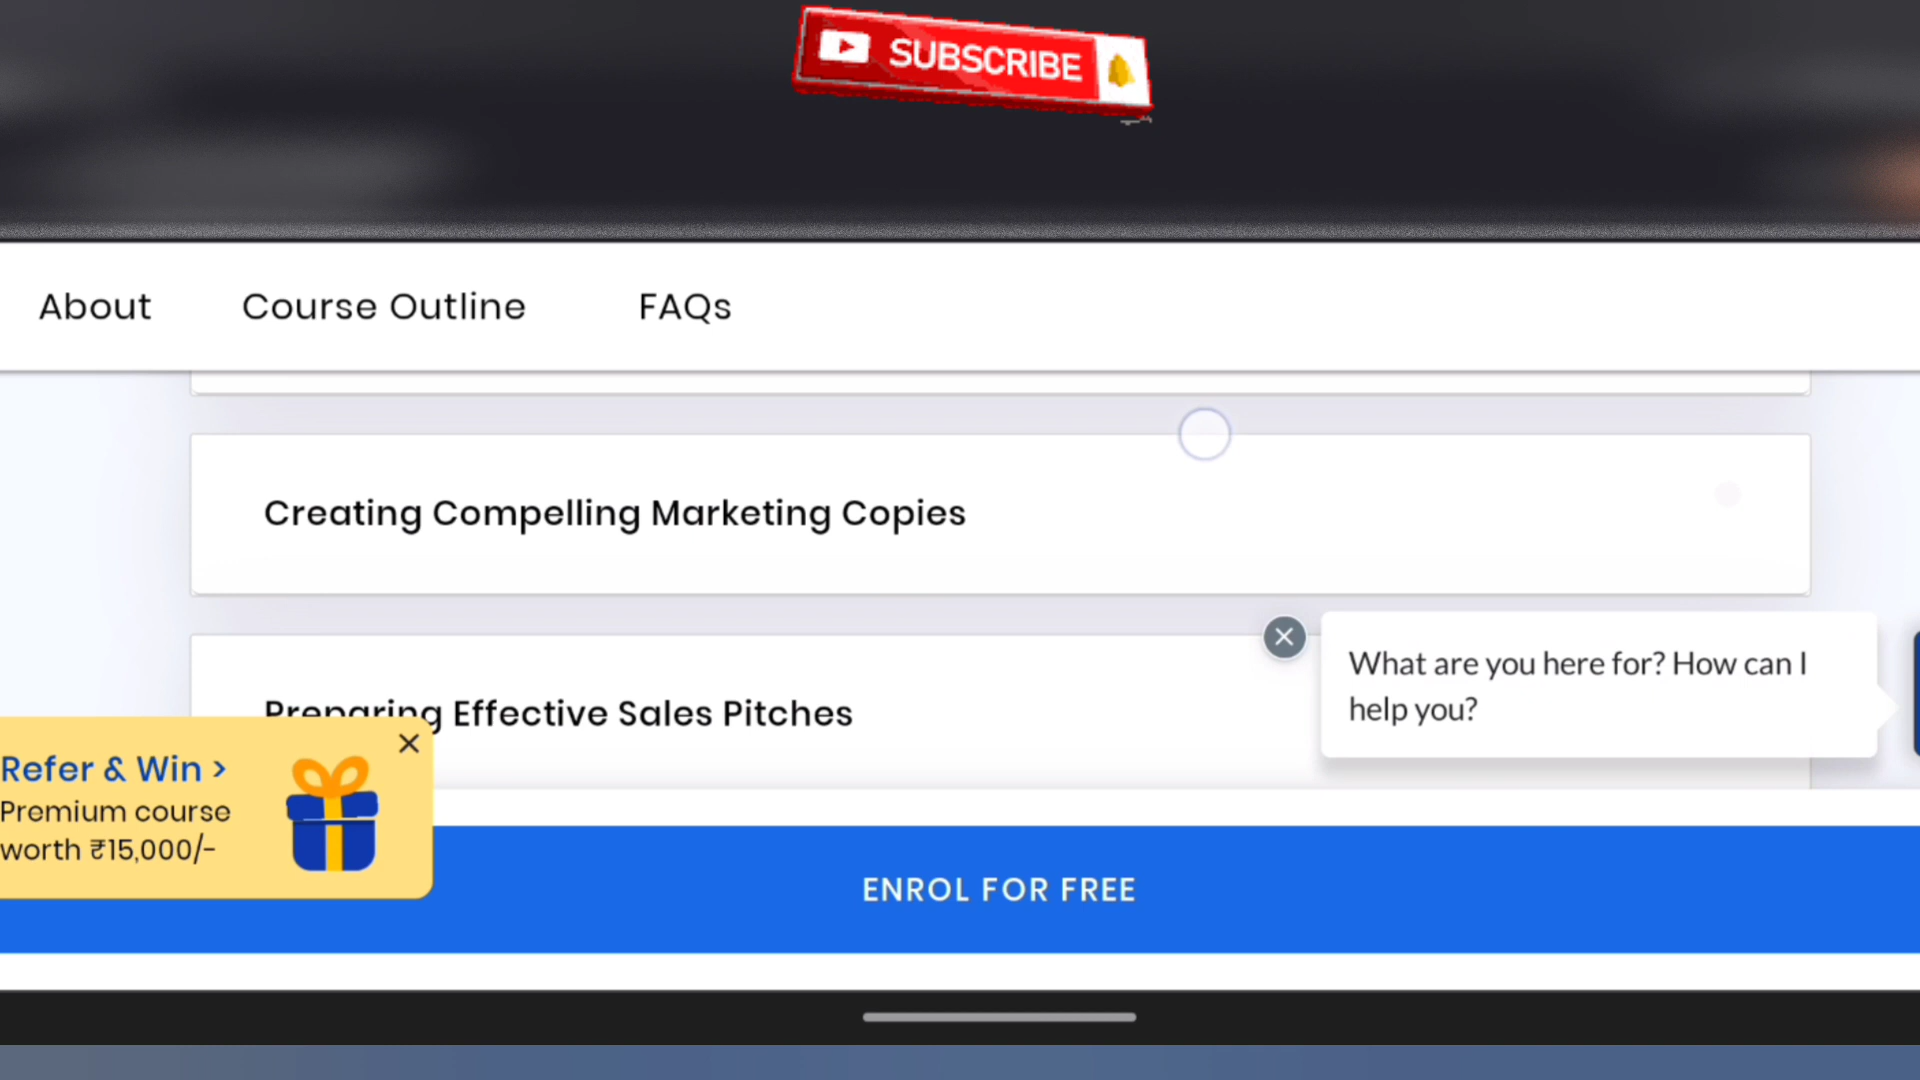 SUBSCRIBE
About Course Outline FAQs
Creating Compelling Marketing Copies
Preparing Effective Sales Pitches
What are you here for? How can I
help you?
Refer & Win >
Premium course
worth ₹15,000/-
ENROL FOR FREE